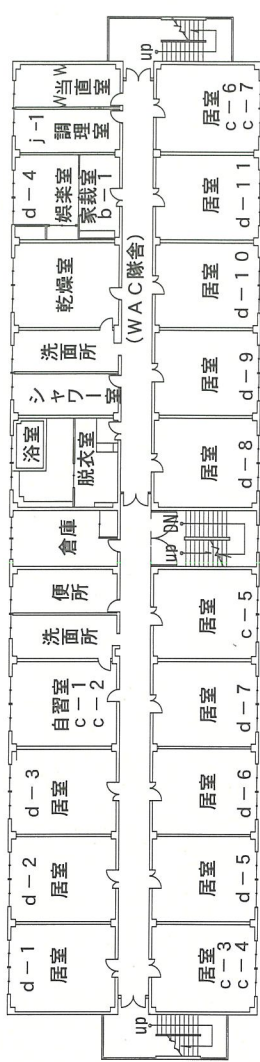 up
W当直室W
j-1
調理室
d-4
娯楽室
家裁室
b-1
乾燥室
洗面所
シャワー室
浴室
脱衣室
倉庫
便所
洗面所
自習室
c-1
c-2
d-3
居室
d-2
居室
d-1
居室
(WAC隊舎)
居室
c-6
c-7
居室
d-11
居室
d-10
居室
d-9
居室
d-8
up
DN
居室
c-5
居室
d-7
居室
d-6
居室
d-5
居室
c-3
c-4
up